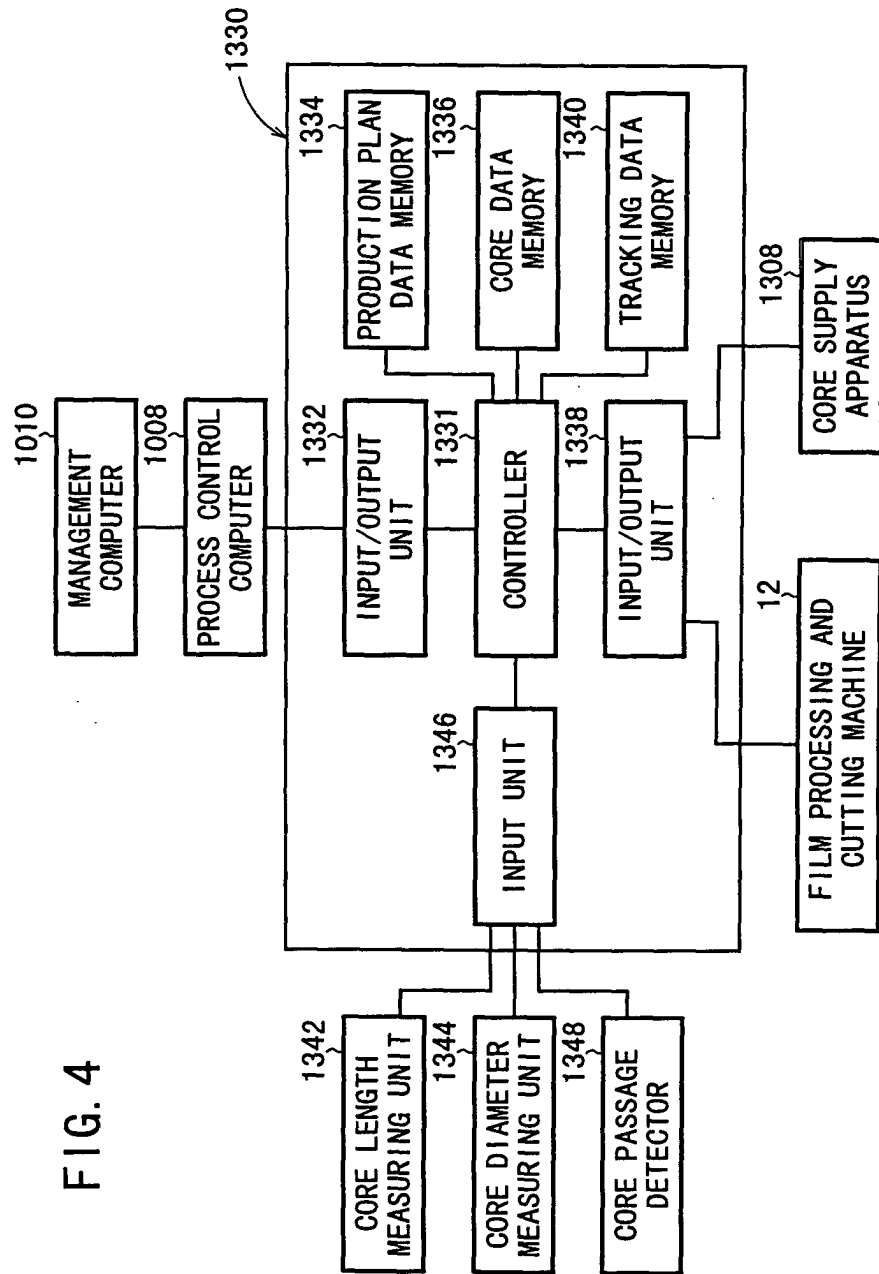 FIG. 4
1010
MANAGEMENT
COMPUTER
1008
PROCESS CONTROL
COMPUTER
1330
1332
INPUT/OUTPUT
UNIT
1334
PRODUCTION PLAN
DATA MEMORY
1342
CORE LENGTH
MEASURING UNIT
1346
INPUT UNIT
1331
CONTROLLER
1336
CORE DATA
MEMORY
1344
CORE DIAMETER
MEASURING UNIT
1348
CORE PASSAGE
DETECTOR
1338
INPUT/OUTPUT
UNIT
1340
TRACKING DATA
MEMORY
12
FILM PROCESSING AND
CUTTING MACHINE
1308
CORE SUPPLY
APPARATUS